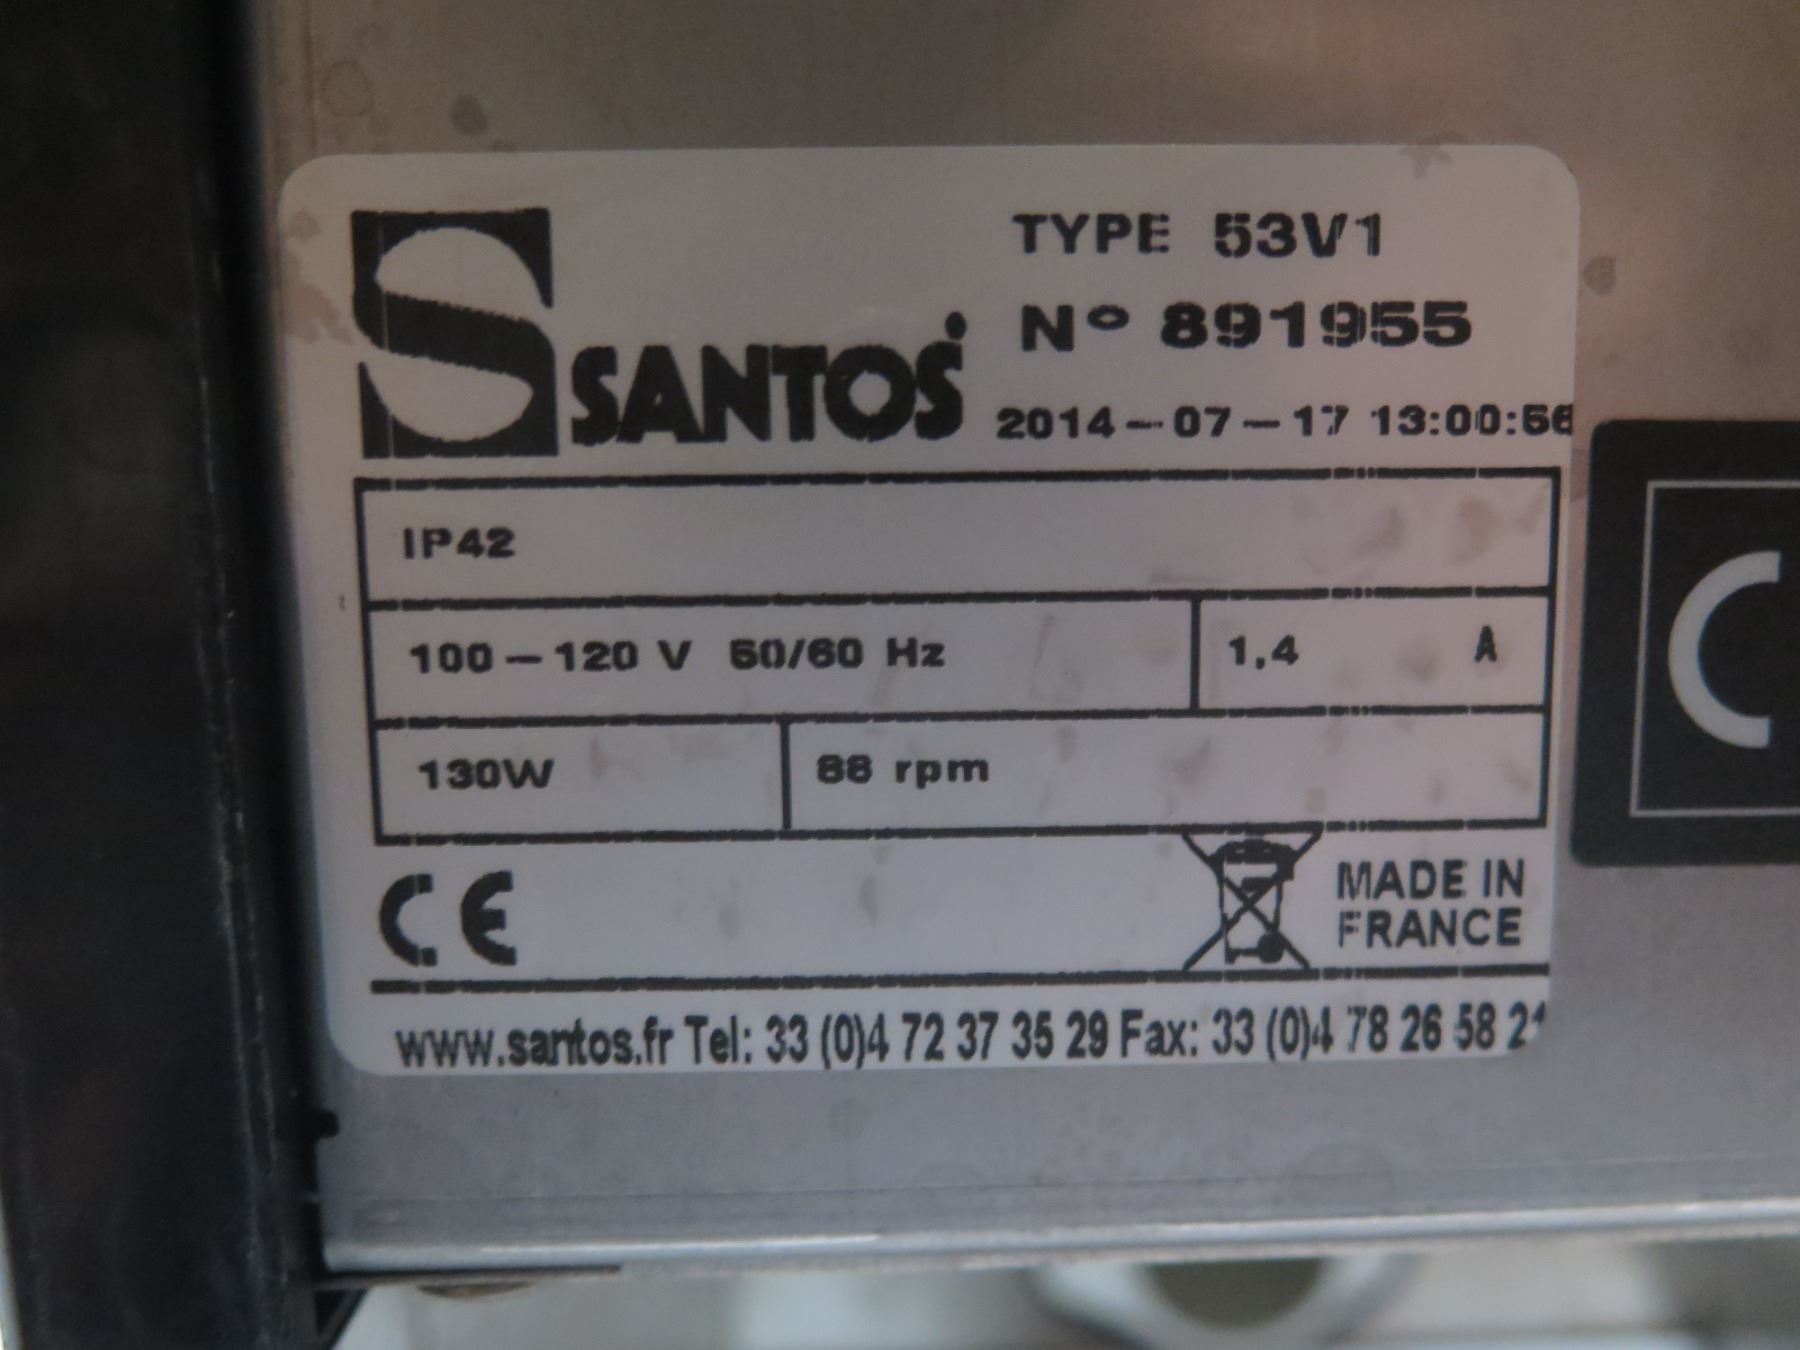 SANTOS
TYPE 53V1
N° 891955
2014-07-17 13:00:56
IP42
100-120 V 50/60 Hz
1,4 A
130W
88 rpm
CE
MADE IN
FRANCE
www.santos.fr Tel: 33 (0)4 72 37 35 29 Fax: 33 (0)4 78 26 58 21
C